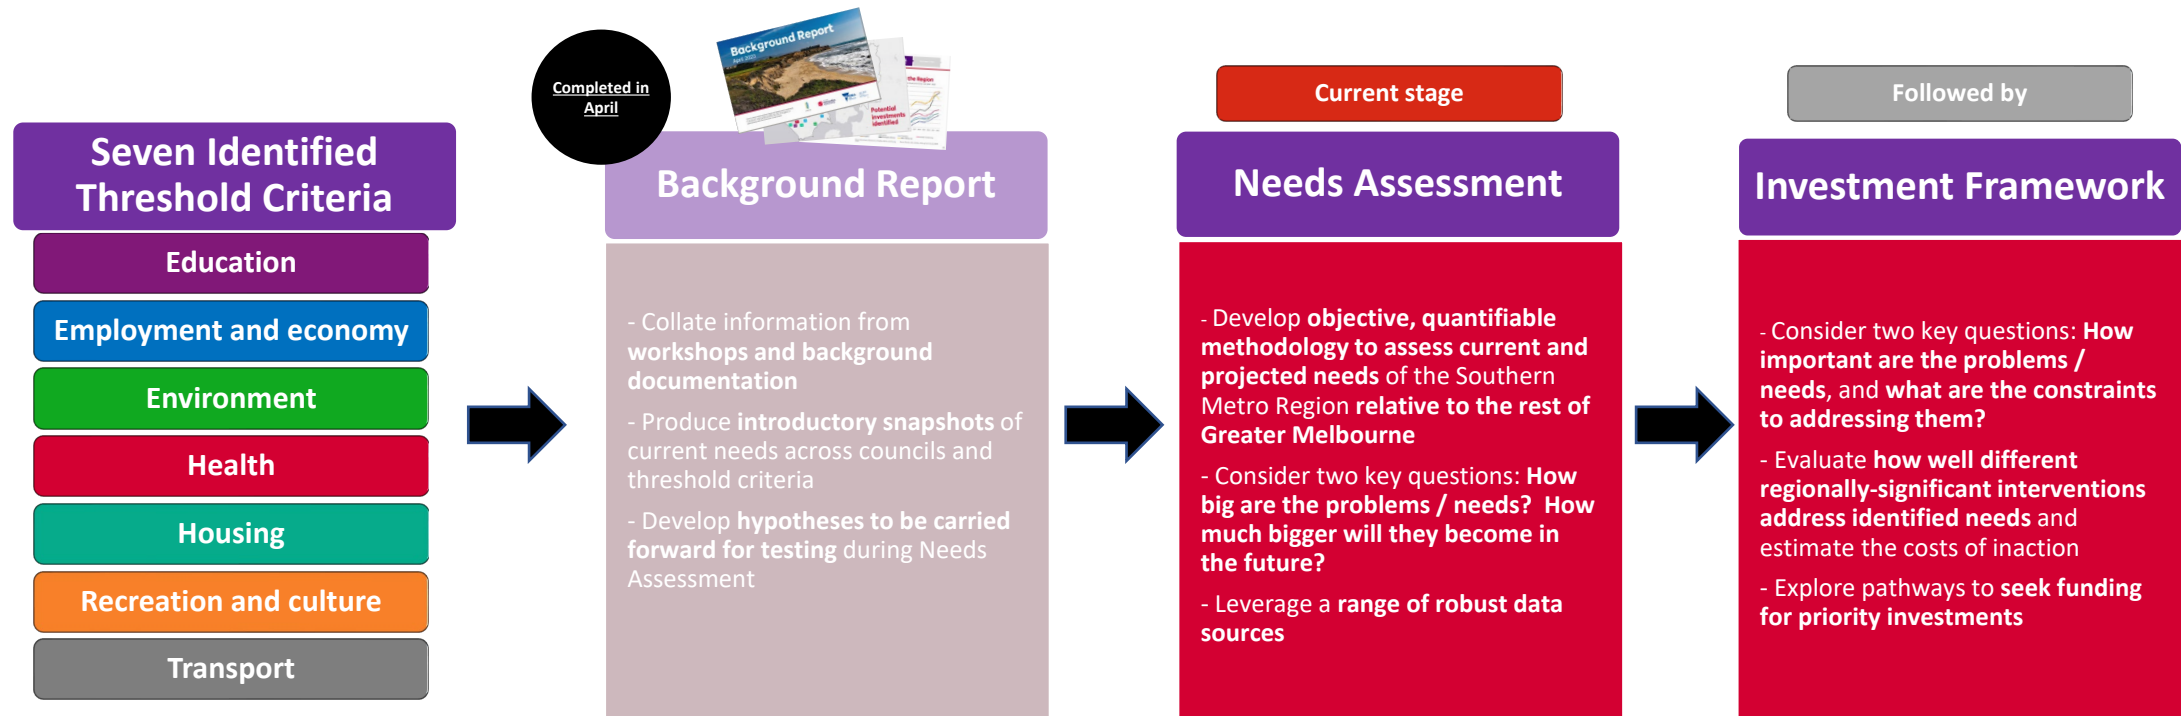 Seven Identified
Threshold Criteria
Education
Employment and economy
Environment
Health
Housing
Recreation and culture
Transport
Completed in
April
Background Report
the Region
Potential
Investments
Identified
Background Report
- Collate information from
workshops and background
documentation
- Produce introductory snapshots of
current needs across councils and
threshold criteria
- Develop hypotheses to be carried
forward for testing during Needs
Assessment
Current stage
Needs Assessment
- Develop objective, quantifiable
methodology to assess current and
projected needs of the Southern
Metro Region relative to the rest of
Greater Melbourne
- Consider two key questions: How
big are the problems / needs?  How
much bigger will they become in
the future?
- Leverage a range of robust data
sources
Followed by
Investment Framework
- Consider two key questions: How
important are the problems /
needs, and what are the constraints
to addressing them?
- Evaluate how well different
regionally-significant interventions
address identified needs and
estimate the costs of inaction
- Explore pathways to seek funding
for priority investments